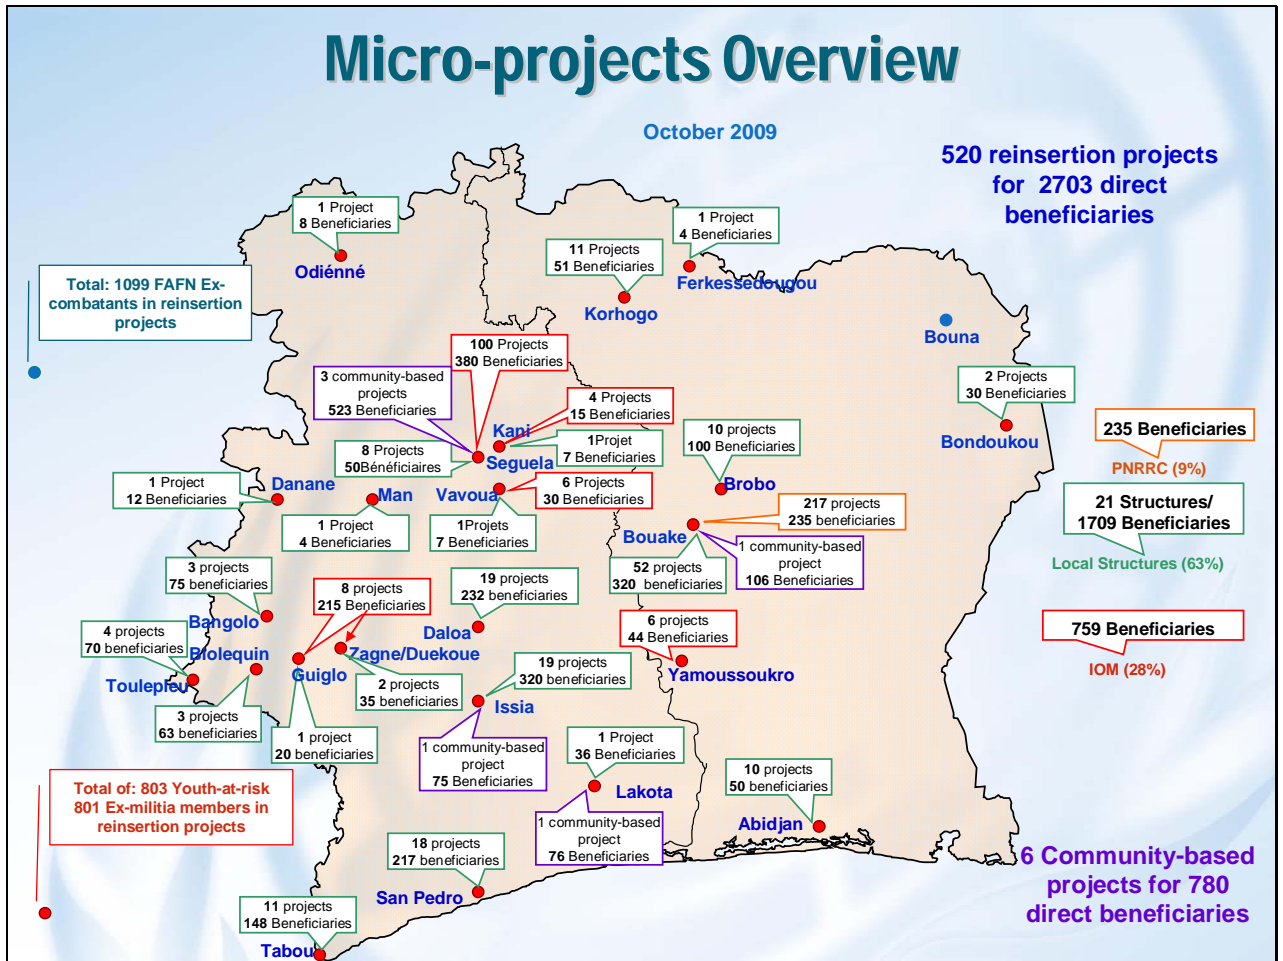 Micro-projects Overview
October 2009
520 reinsertion projects
for 2703 direct
beneficiaries
1 Project
8 Beneficiaries
Odiénné
1 Project
4 Beneficiaries
Ferkessedougou
11 Projects
51 Beneficiaries
Korhogo
Total: 1099 FAFN Ex-
combatants in reinsertion
projects
Bouna
100 Projects
380 Beneficiaries
3 community-based
projects
523 Beneficiaries
2 Projects
30 Beneficiaries
Bondoukou
4 Projects
15 Beneficiaries
Kani
1Projet
7 Beneficiaries
8 Projects
50Bénéficiaires
Seguela
10 projects
100 Beneficiaries
Brobo
235 Beneficiaries
PNRRC (9%)
1 Project
12 Beneficiaries
Danane
Man
1 Project
4 Beneficiaries
Vavoua
6 Projects
30 Beneficiaries
1Projets
7 Beneficiaries
217 projects
235 beneficiaries
Bouake
1 community-based
project
106 Beneficiaries
52 projects
320 beneficiaries
21 Structures/
1709 Beneficiaries
Local Structures (63%)
3 projects
75 beneficiaries
Bangolo
8 projects
215 Beneficiaries
19 projects
232 beneficiaries
Daloa
6 projects
44 Beneficiaries
Yamoussoukro
759 Beneficiaries
IOM (28%)
4 projects
70 beneficiaries
Blolequin
Toulepleu
Guiglo
Zagne/Duekoue
2 projects
35 beneficiaries
19 projects
320 beneficiaries
Issia
3 projects
63 beneficiaries
1 project
20 beneficiaries
1 community-based
project
75 Beneficiaries
1 Project
36 Beneficiaries
Lakota
1 community-based
project
76 Beneficiaries
10 projects
50 beneficiaries
Abidjan
Total of: 803 Youth-at-risk
801 Ex-militia members in
reinsertion projects
18 projects
217 beneficiaries
San Pedro
11 projects
148 Beneficiaries
Tabou
6 Community-based
projects for 780
direct beneficiaries